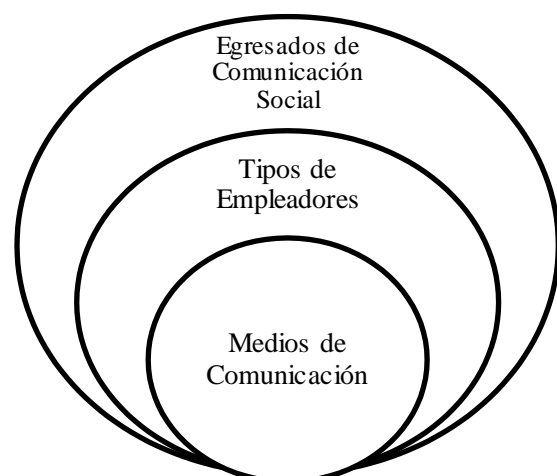 Egresados de
Comunicación
Social
Tipos de
Empleadores
Medios de
Comunicación